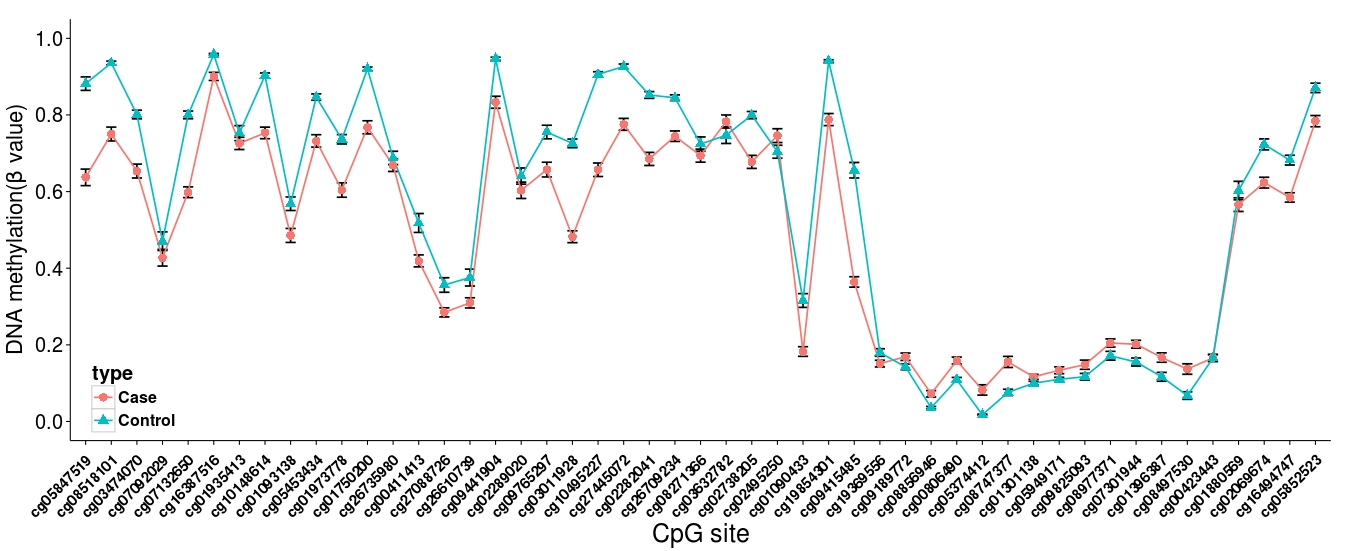 DNA methylation(β value)
1.0
0.8
0.6
0.4
0.2
0.0
type
Case
Control
cg05847519
cg08518101
cg03474070
cg07092029
cg07132650
cg16387516
cg01935413
cg10148614
cg01093138
cg05453434
cg01973778
cg01750200
cg26735980
cg00411413
cg27088726
cg26610739
cg09441904
cg02289020
cg09765297
cg03011928
cg10495227
cg27445072
cg02282041
cg26709234
cg08271366
cg03632782
cg02738205
cg02495250
cg01090433
cg19854301
cg09415485
cg19369556
cg09189772
cg08856946
cg00806490
cg05374412
cg08747377
cg01301138
cg05949171
cg09825093
cg08977371
cg07301944
cg01396387
cg08497530
cg00423443
cg01880569
cg02069674
cg16494747
cg05852523
CpG site